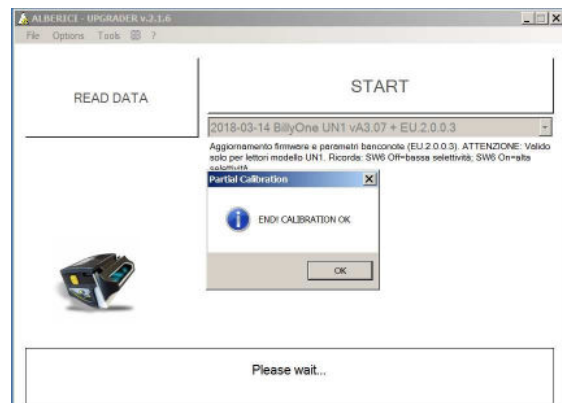 ALBERICI - UPGRADER v.2.1.6
File Options Tools ?
READ DATA
START
2018-03-14 BillyOne UN1 vA3.07 + EU.2.0.0.3
Aggiornamento firmware e parametri banconote (EU.2.0.0.3). ATTENZIONE: Valido
solo per lettori modello UN1. Ricorda: SW6 Off=bassa selettività; SW6 On=alta
selettività
Partial Calibration
END! CALIBRATION OK
OK
Please wait...